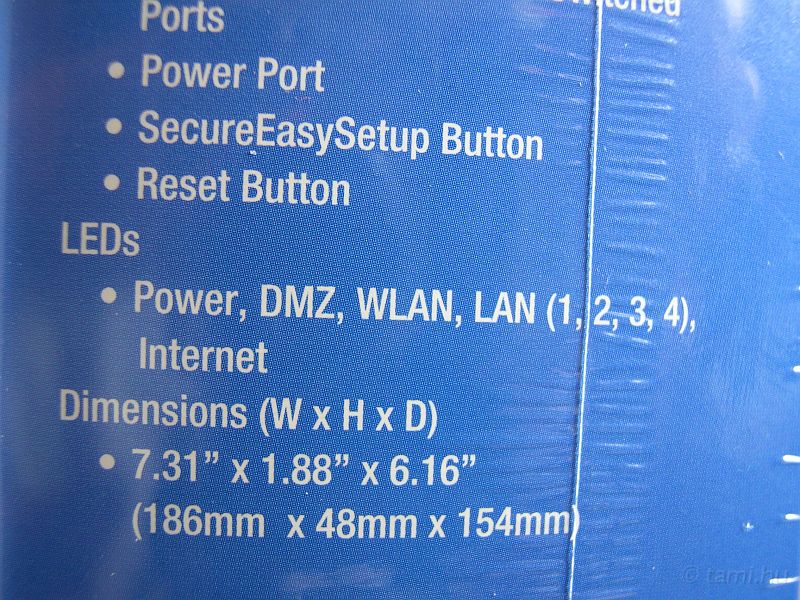 Switched
Ports
• Power Port
• SecureEasySetup Button
• Reset Button
LEDs
• Power, DMZ, WLAN, LAN (1, 2, 3, 4),
Internet
Dimensions (W x H x D)
• 7.31” x 1.88” x 6.16”
(186mm x 48mm x 154mm)
© tami.hu